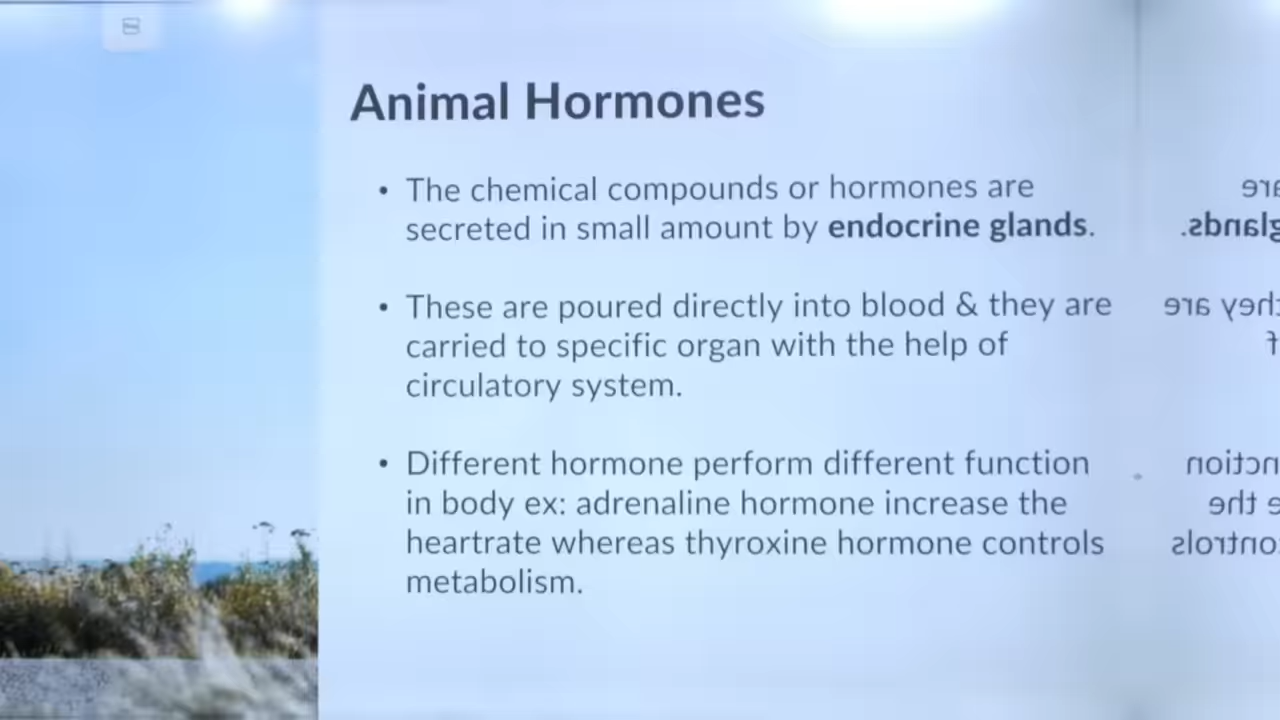 Animal Hormones
• The chemical compounds or hormones are
secreted in small amount by endocrine glands.
• These are poured directly into blood & they are
carried to specific organ with the help of
circulatory system.
• Different hormone perform different function
in body ex: adrenaline hormone increase the
heartrate whereas thyroxine hormone controls
metabolism.